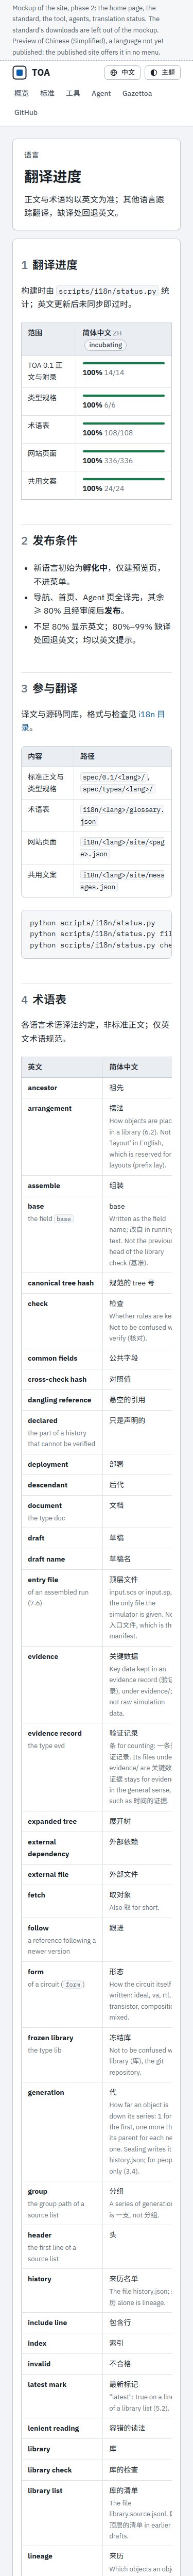 Mockup of the site, phase 2: the home page, the
standard, the tool, agents, translation status. The
standard's downloads are left out of the mockup.
Preview of Chinese (Simplified), a language not yet
published: the published site offers it in no menu.
TOA
中文
主题
概览 标准 工具 Agent Gazettoa
GitHub
语言
翻译进度
正文与术语均以英文为准；其他语言跟
踪翻译，缺译处回退英文。
1 翻译进度
构建时由 scripts/i18n/status.py 统
计；英文更新后未同步即过时。
范围 简体中文 ZH
incubating
TOA 0.1 正
文与附录
100% 14/14
类型规格
100% 6/6
术语表
100% 108/108
网站页面
100% 336/336
共用文案
100% 24/24
2 发布条件
新语言初始为孵化中，仅建预览页，
不进菜单。
导航、首页、Agent 页全译完，其余
⩾ 80% 且经审阅后发布。
不足 80% 显示英文；80%–99% 缺译
处回退英文；均以英文提示。
3 参与翻译
译文与源码同库，格式与检查见 i18n 目
录。
内容 路径
标准正文与
类型规格
spec/0.1/<lang>/、
spec/types/<lang>/
术语表
i18n/<lang>/glossary.
json
网站页面
i18n/<lang>/site/<pag
e>.json
共用文案
i18n/<lang>/site/mess
ages.json
python scripts/i18n/status.py
python scripts/i18n/status.py fil
python scripts/i18n/status.py che
4 术语表
各语言术语译法约定，非标准正文；仅英
文术语规范。
英文 简体中文
ancestor 祖先
arrangement 摆法
How objects are plac
in a library (6.2). Not
'layout' in English,
which is reserved for
layouts (prefix lay).
assemble 组装
base base
the field base
Written as the field
name; 改自 in running
text. Not the previous
head of the library
check (基准).
canonical tree hash 规范的 tree 号
check 检查
Whether rules are ke
Not to be confused w
verify (核对).
common fields 公共字段
cross-check hash 对照值
dangling reference 悬空的引用
declared 只是声明的
the part of a history
that cannot be verified
deployment 部署
descendant 后代
document 文档
the type doc
draft 草稿
draft name 草稿名
entry file 顶层文件
of an assembled run
(7.6)
input.scs or input.sp,
the only file the
simulator is given. No
入口文件, which is th
manifest.
evidence 关键数据
Key data kept in an
evidence record (验证
录), under evidence/;
not raw simulation
data.
evidence record 验证记录
the type evd
条 for counting: 一条
证记录. Its files unde
evidence/ are 关键数
证据 stays for eviden
in the general sense,
such as 时间的证据.
expanded tree 展开树
external
dependency
外部依赖
external file 外部文件
fetch 取对象
Also 取 for short.
follow 跟进
a reference following a
newer version
form 形态
of a circuit (form)
How the circuit itself
written: ideal, va, rtl,
transistor, compositio
mixed.
frozen library 冻结库
the type lib
Not to be confused w
library (库), the git
repository.
generation 代
How far an object is
down its series: 1 for
the first, one more th
its parent for each ne
one. Sealing writes it
history.json; for peop
only (3.4).
group 分组
the group path of a
source list
A series of generation
is 一支, not 分组.
header 头
the first line of a
source list
history 来历名单
The file history.json;
历 alone is lineage.
include line 包含行
index 索引
invalid 不合格
latest mark 最新标记
"latest": true on a line
of a library list (5.2).
lenient reading 容错的读法
library 库
library check 库的检查
library list 库的清单
The file
library.source.jsonl.
顶层的清单 in earlier
drafts.
lineage 来历
Which objects an obj